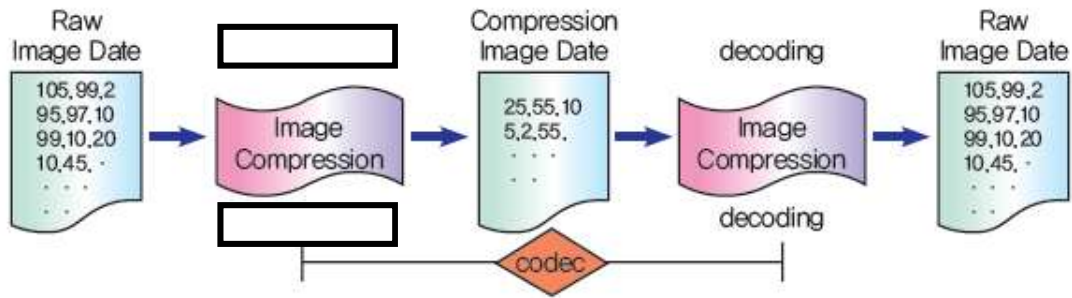 Raw
Image Date
105,99,2
95,97,10
99,10,20
10,45, .
. . .
. .
Image
Compression
Compression
Image Date
25,55,10
5,2,55,
. . .
. .
decoding
Image
Compression
decoding
Raw
Image Date
105,99,2
95,97,10
99,10,20
10,45, .
. . .
. .
codec